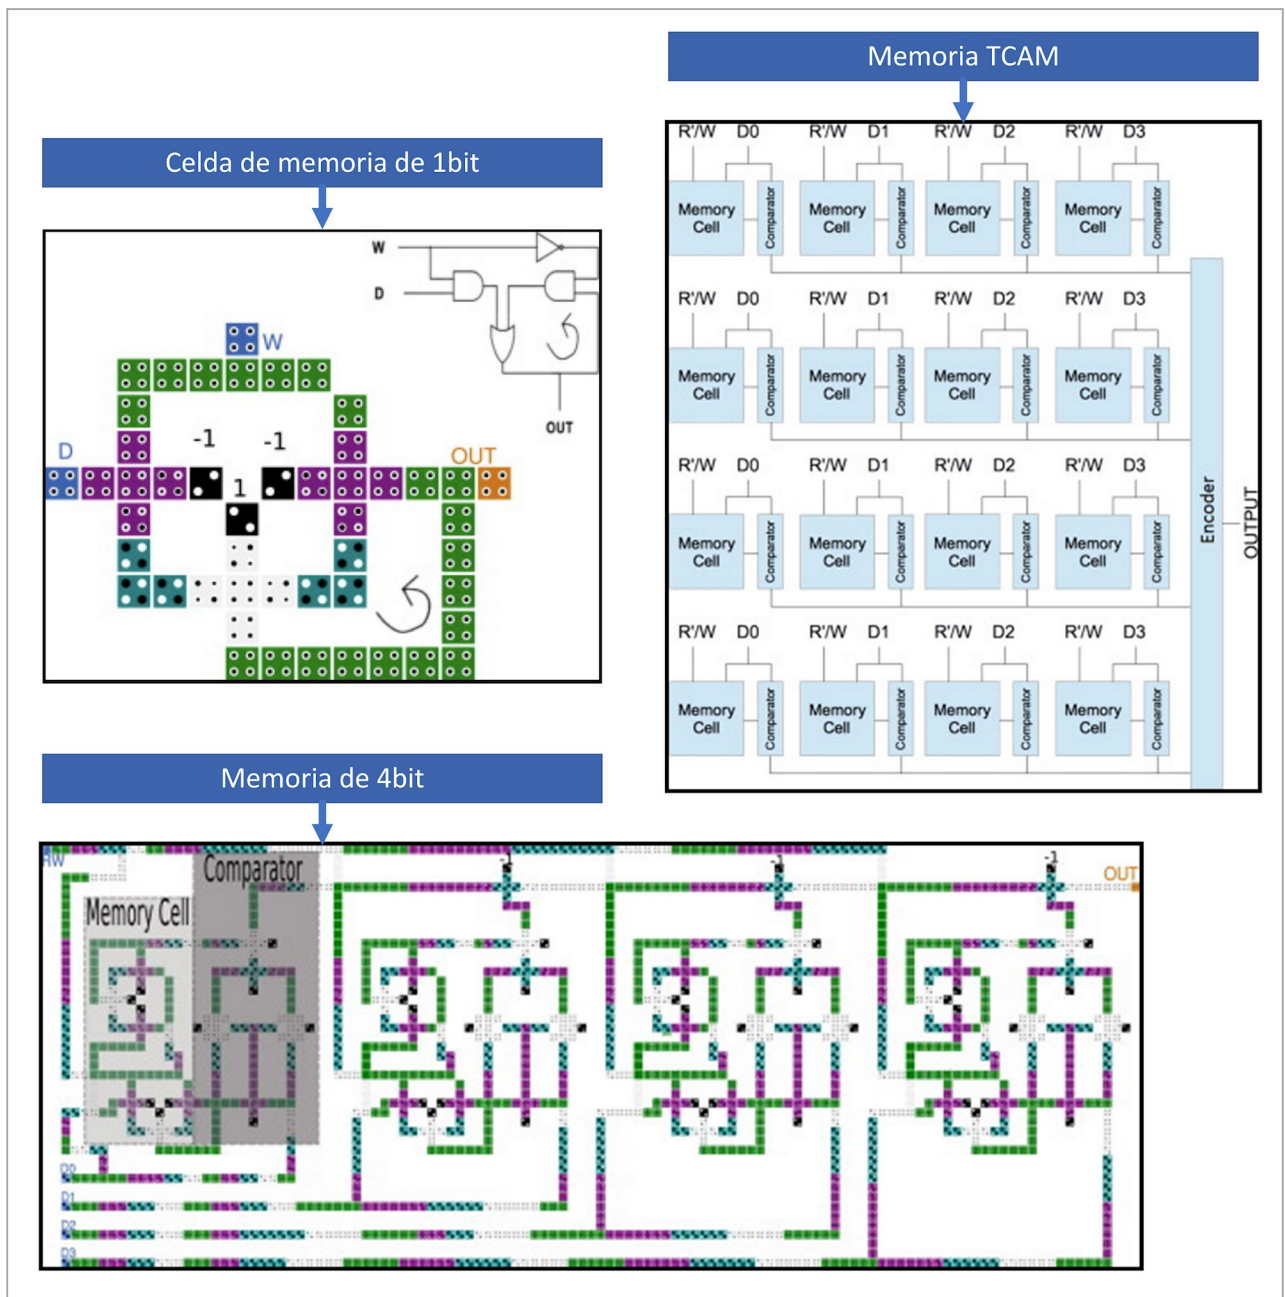 Memoria TCAM
Celda de memoria de 1bit
W
D
OUT
W
-1 -1
D
1
OUT
R'/W D0 R'/W D1 R'/W D2 R'/W D3
Memory Cell Comparator Memory Cell Comparator Memory Cell Comparator Memory Cell Comparator
R'/W D0 R'/W D1 R'/W D2 R'/W D3
Memory Cell Comparator Memory Cell Comparator Memory Cell Comparator Memory Cell Comparator
R'/W D0 R'/W D1 R'/W D2 R'/W D3
Memory Cell Comparator Memory Cell Comparator Memory Cell Comparator Memory Cell Comparator
R'/W D0 R'/W D1 R'/W D2 R'/W D3
Memory Cell Comparator Memory Cell Comparator Memory Cell Comparator Memory Cell Comparator
Encoder
OUTPUT
Memoria de 4bit
RW
Comparator
-1 -1 -1
OUT
Memory Cell
D0
D1
D2
D3